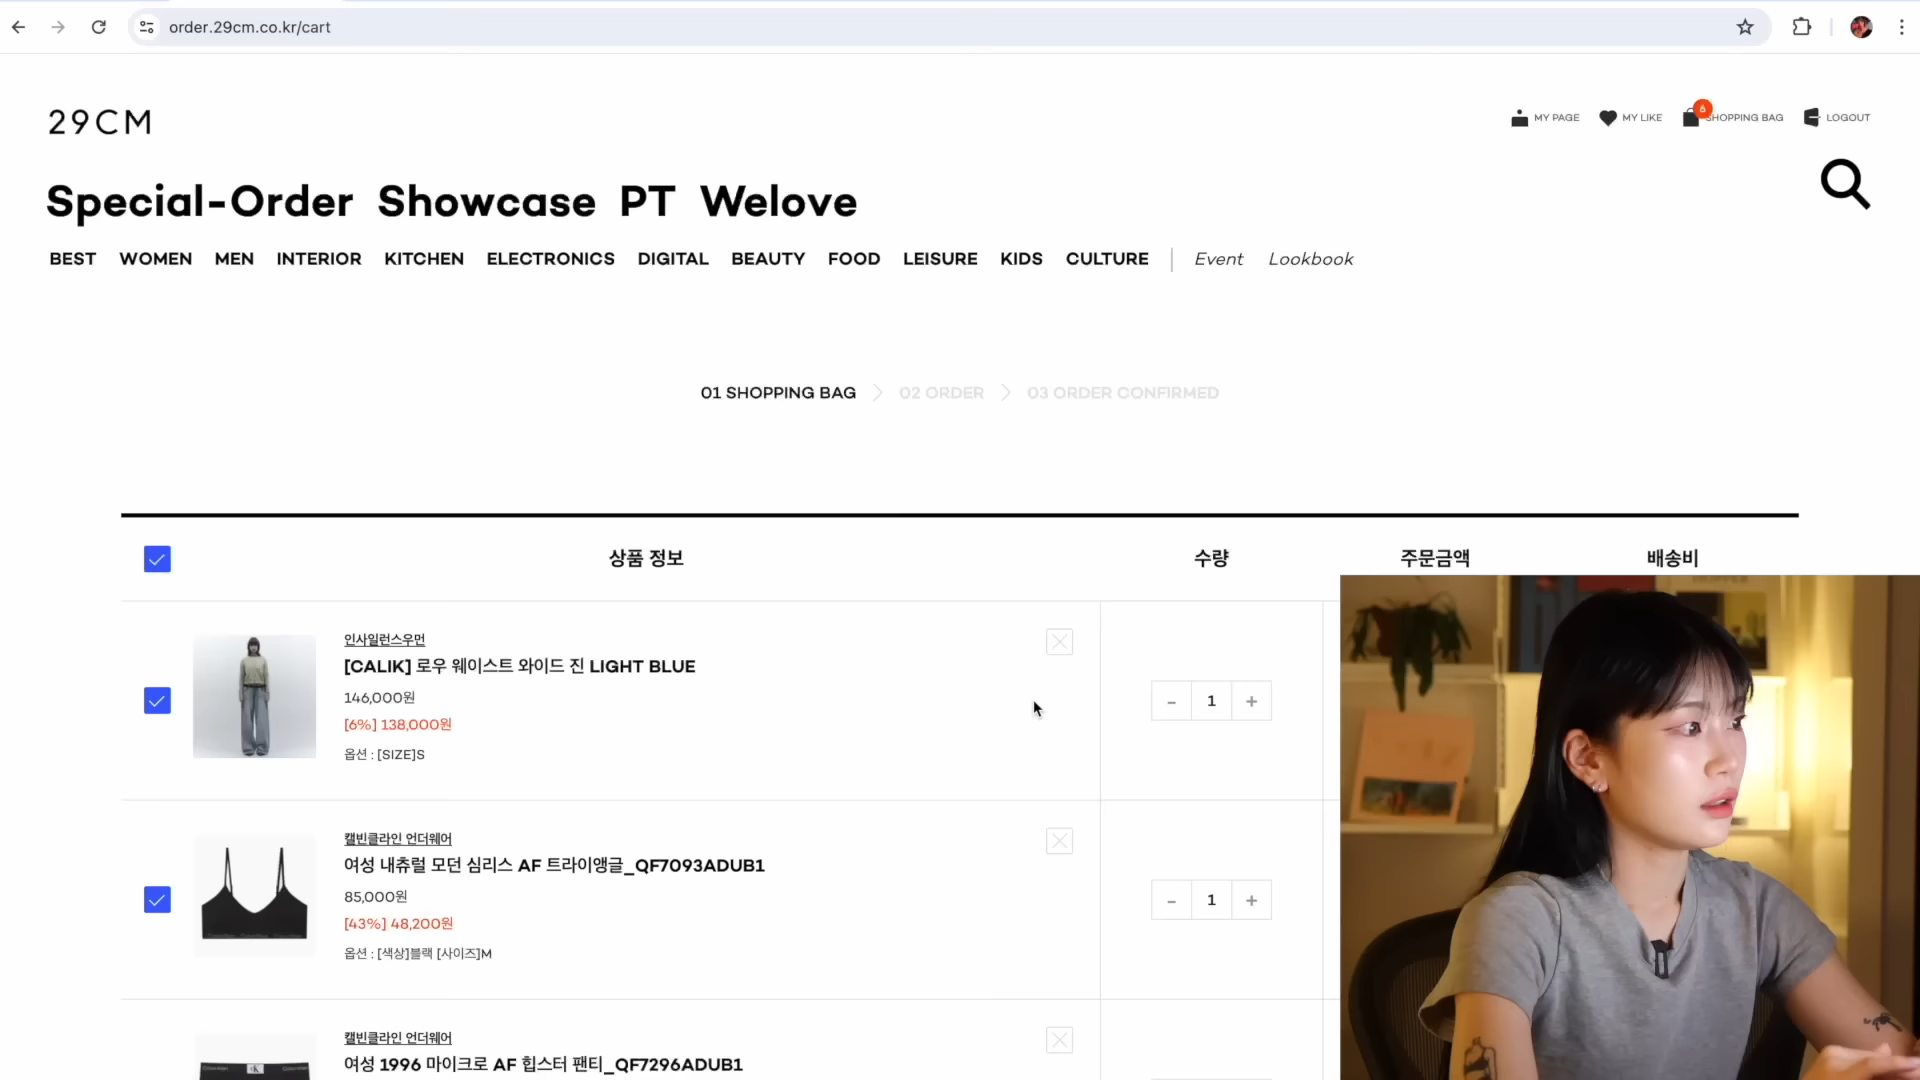 order.29cm.co.kr/cart
29CM
MY PAGE
MY LIKE
6
SHOPPING BAG
LOGOUT
Special-Order Showcase PT Welove
BEST WOMEN MEN INTERIOR KITCHEN ELECTRONICS DIGITAL BEAUTY FOOD LEISURE KIDS CULTURE Event Lookbook
01 SHOPPING BAG 02 ORDER 03 ORDER CONFIRMED
상품 정보 수량 주문금액 배송비
인사일런스우먼
[CALIK] 로우 웨이스트 와이드 진 LIGHT BLUE
146,000원
[6%] 138,000원
옵션 : [SIZE]S
- 1 +
캘빈클라인 언더웨어
여성 내츄럴 모던 심리스 AF 트라이앵글_QF7093ADUB1
85,000원
[43%] 48,200원
옵션 : [색상]블랙 [사이즈]M
- 1 +
캘빈클라인 언더웨어
여성 1996 마이크로 AF 힙스터 팬티_QF7296ADUB1